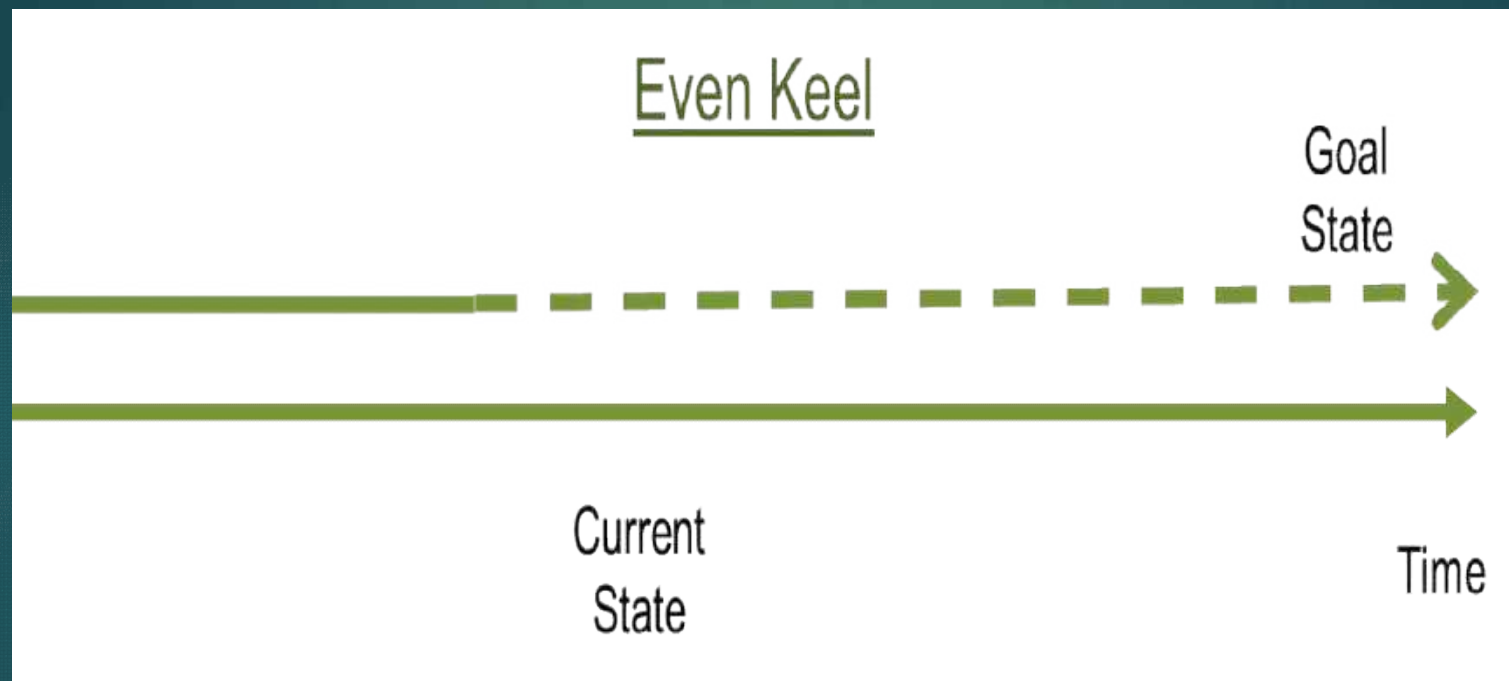 Even Keel
Goal
State
Current
State
Time